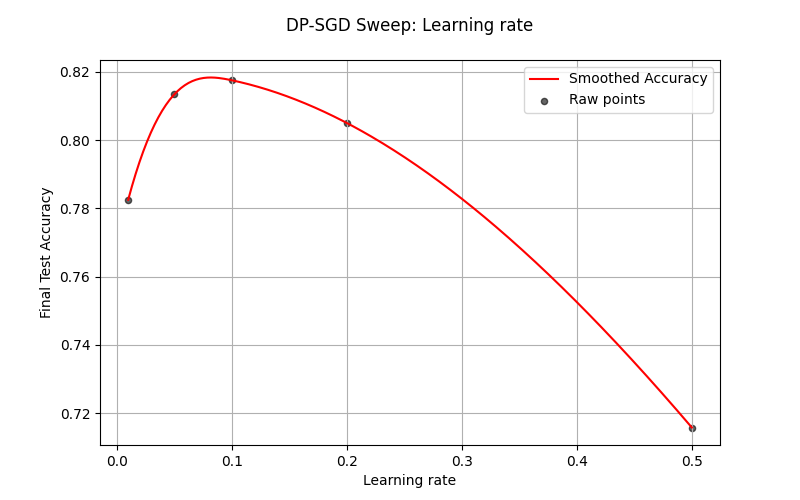 DP-SGD Sweep: Learning rate
Smoothed Accuracy
Raw points
Final Test Accuracy
0.82
0.80
0.78
0.76
0.74
0.72
0.0 0.1 0.2 0.3 0.4 0.5
Learning rate